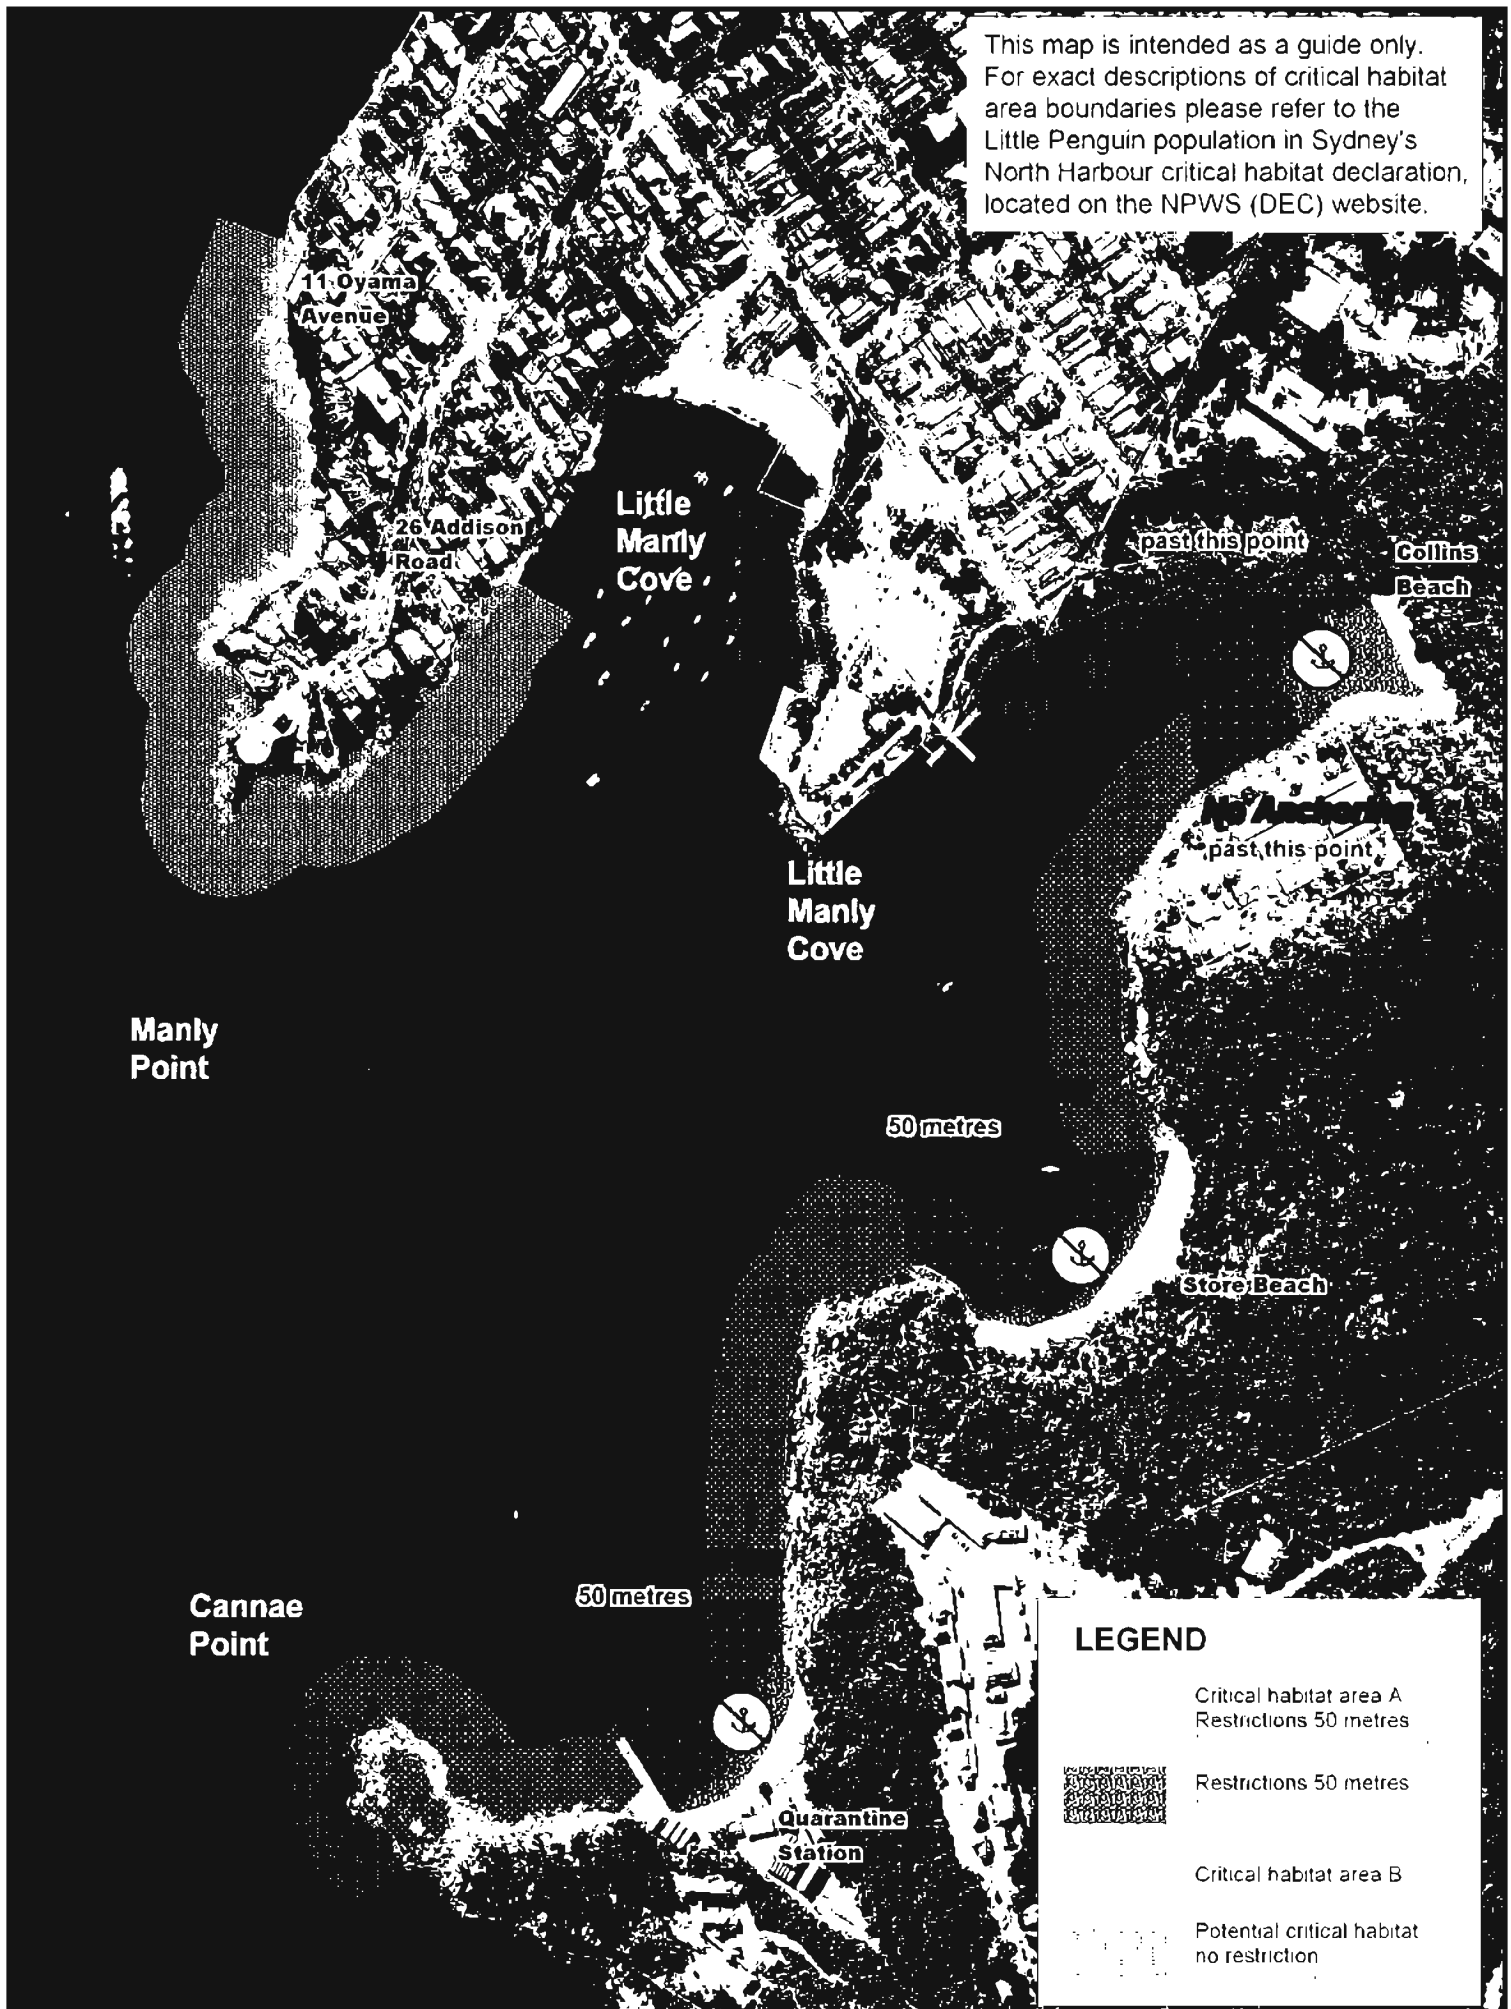 This map is intended as a guide only.
For exact descriptions of critical habitat
area boundaries please refer to the
Little Penguin population in Sydney's
North Harbour critical habitat declaration,
located on the NPWS (DEC) website.
11 Oyama
Avenue
Little
Manly
Cove
26 Addison
Road
past this point
Collins
Beach
No Anchoring
past this point
Little
Manly
Cove
Manly
Point
50 metres
Store Beach
50 metres
Cannae
Point
Quarantine
Station
LEGEND
Critical habitat area A
Restrictions 50 metres
Restrictions 50 metres
Critical habitat area B
Potential critical habitat
no restriction